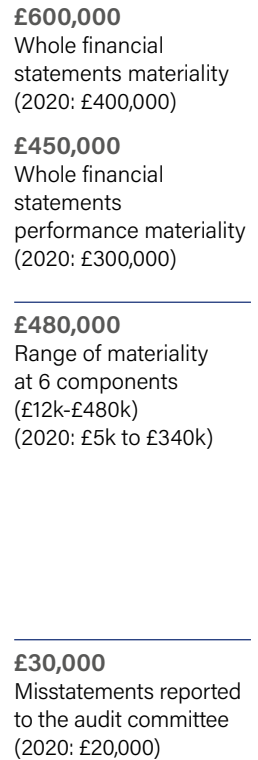 £600,000
Whole financial
statements materiality
(2020: £400,000)
£450,000
Whole financial
statements
performance materiality
(2020: £300,000)
£480,000
Range of materiality
at 6 components
(£12k-£480k)
(2020: £5k to £340k)
£30,000
Misstatements reported
to the audit committee
(2020: £20,000)